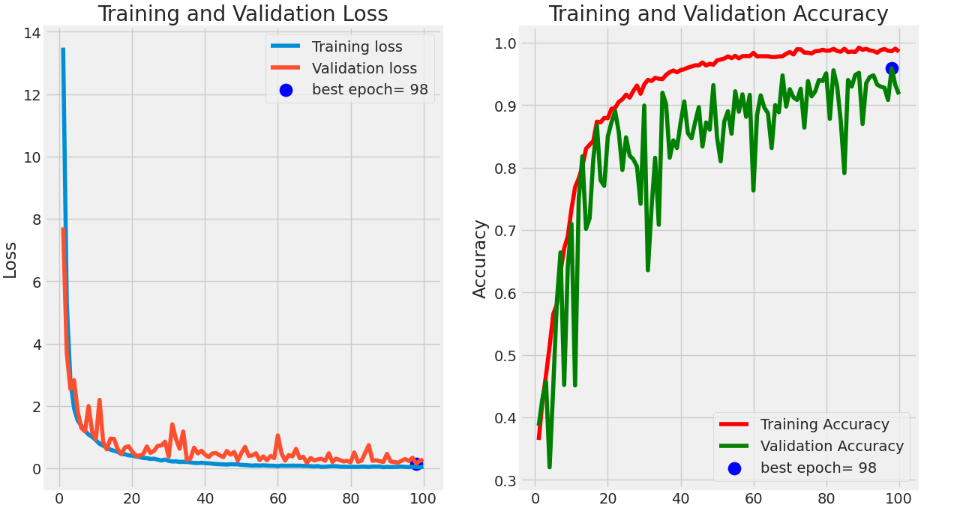 Training and Validation Loss
14
12
10
8
6
4
2
0
Loss
0
20
40
60
80
100
Training loss
Validation loss
best epoch= 98
Training and Validation Accuracy
1.0
0.9
0.8
0.7
0.6
0.5
0.4
0.3
Accuracy
0
20
40
60
80
100
Training Accuracy
Validation Accuracy
best epoch= 98